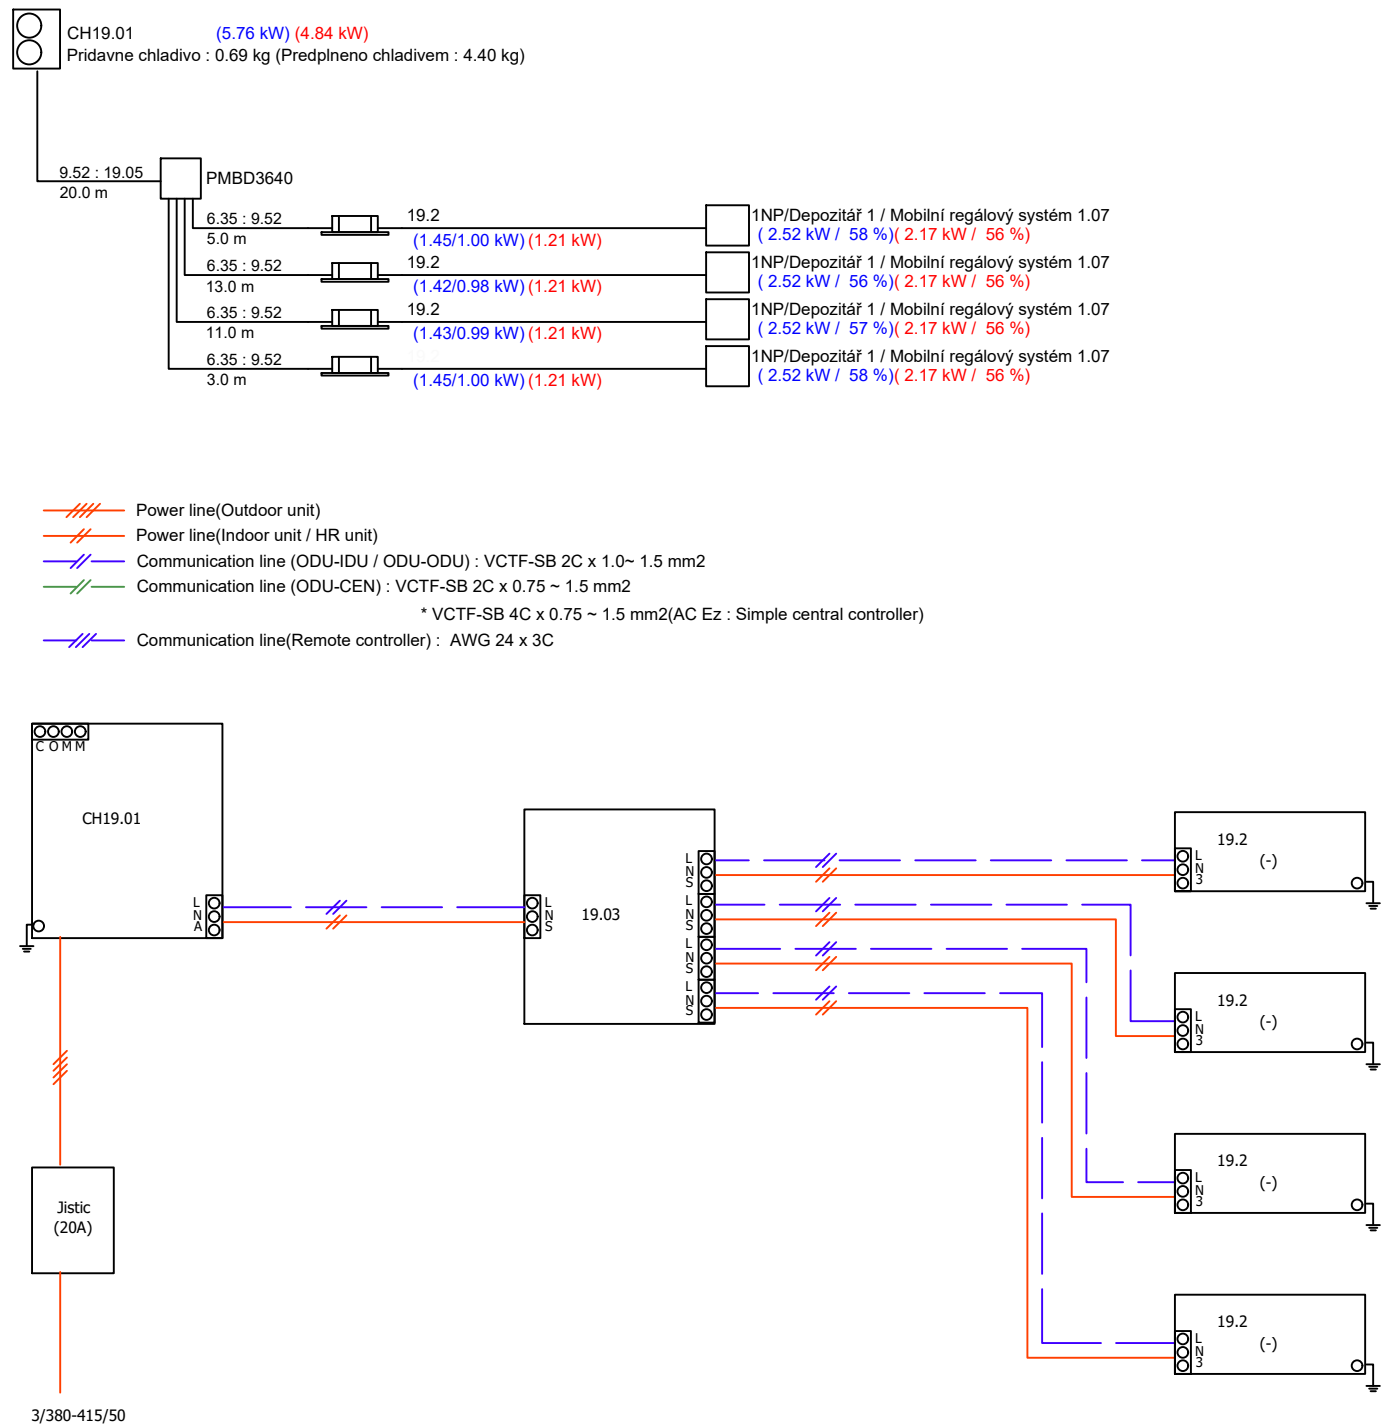 CH19.01 (5.76 kW) (4.84 kW)
Pridavne chladivo : 0.69 kg (Predplneno chladivem : 4.40 kg)
9.52 : 19.05
20.0 m
PMBD3640
6.35 : 9.52
5.0 m
19.2
(1.45/1.00 kW) (1.21 kW)
1NP/Depozitář 1 / Mobilní regálový systém 1.07
( 2.52 kW / 58 %)( 2.17 kW / 56 %)
6.35 : 9.52
13.0 m
19.2
(1.42/0.98 kW) (1.21 kW)
1NP/Depozitář 1 / Mobilní regálový systém 1.07
( 2.52 kW / 56 %)( 2.17 kW / 56 %)
6.35 : 9.52
11.0 m
19.2
(1.43/0.99 kW) (1.21 kW)
1NP/Depozitář 1 / Mobilní regálový systém 1.07
( 2.52 kW / 57 %)( 2.17 kW / 56 %)
6.35 : 9.52
3.0 m
(1.45/1.00 kW) (1.21 kW)
1NP/Depozitář 1 / Mobilní regálový systém 1.07
( 2.52 kW / 58 %)( 2.17 kW / 56 %)
Power line(Outdoor unit)
Power line(Indoor unit / HR unit)
Communication line (ODU-IDU / ODU-ODU) : VCTF-SB 2C x 1.0~ 1.5 mm2
Communication line (ODU-CEN) : VCTF-SB 2C x 0.75 ~ 1.5 mm2
* VCTF-SB 4C x 0.75 ~ 1.5 mm2(AC Ez : Simple central controller)
Communication line(Remote controller) : AWG 24 x 3C
C O M M
CH19.01
L
N
A
L
N
S
19.03
L
N
S
L
N
S
L
N
S
L
N
S
19.2
(-)
L
N
3
19.2
(-)
L
N
3
19.2
(-)
L
N
3
19.2
(-)
L
N
3
Jistic
(20A)
3/380-415/50